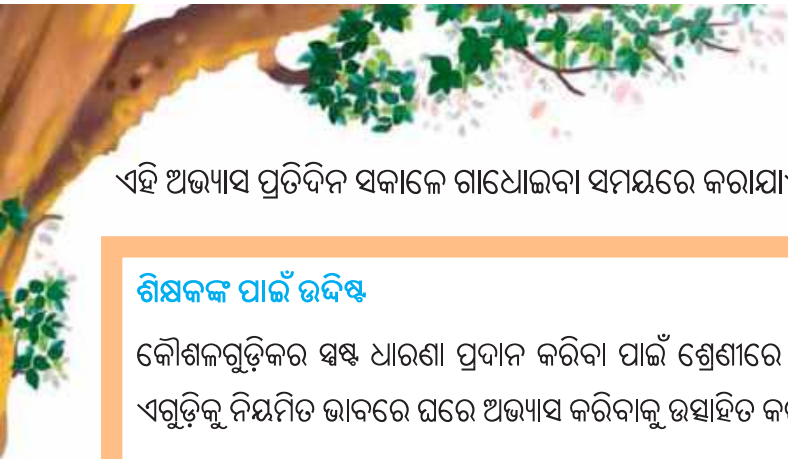 ଏହି ଅଭ୍ୟାସ ପ୍ରତିଦିନ ସକାଳେ ଗାଧୋଇବା ସମୟରେ
ଶିକ୍ଷକଙ୍କ ପାଇଁ ଉଦ୍ଦିଷ୍ଟ
କୌଶଳଗୁଡ଼ିକର ସ୍ପଷ୍ଟ ଧାରଣା ପ୍ରଦାନ କରିବା ପାଇଁ ଶ୍ରେଣୀରେ
ଏଗୁଡ଼ିକୁ ନିୟମିତ ଭାବରେ ଘରେ ଅଭ୍ୟାସ କରିବାକୁ ଉତ୍ସାହିତ